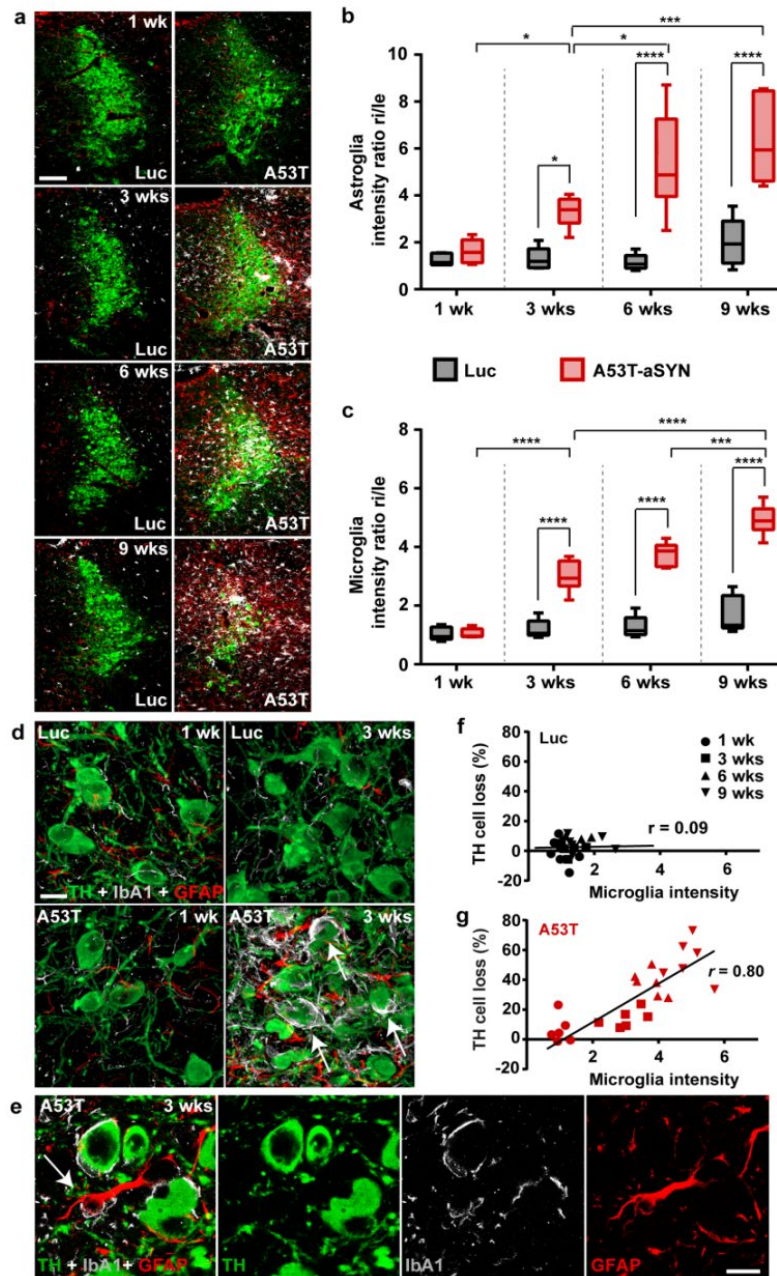 a
1 wk
Luc
A53T
3 wks
Luc
A53T
6 wks
Luc
A53T
9 wks
Luc
A53T
b
Astroglia
intensity ratio ri/le
10
8
6
4
2
0
* * ***
* **** ****
1 wk 3 wks 6 wks 9 wks
Luc A53T-aSYN
c
Microglia
intensity ratio ri/le
8
6
4
2
0
**** **** ***
**** **** ****
1 wk 3 wks 6 wks 9 wks
d
Luc 1 wk
TH + IbA1 + GFAP
Luc 3 wks
A53T 1 wk
A53T 3 wks
f
Luc
TH cell loss (%)
80
60
40
20
0
-20
2 4 6
Microglia intensity
1 wk
3 wks
6 wks
9 wks
r = 0.09
g
A53T
TH cell loss (%)
80
60
40
20
0
-20
2 4 6
Microglia intensity
r = 0.80
e
A53T 3 wks
TH + IbA1+ GFAP
TH
IbA1
GFAP